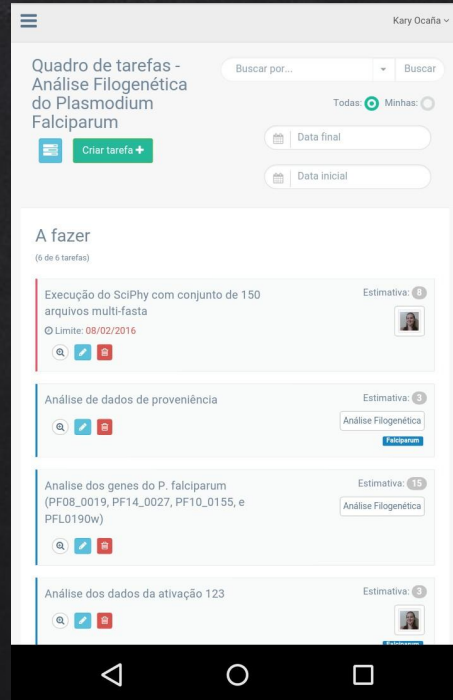 Kary Ocaña
Quadro de tarefas -
Análise Filogenética
do Plasmodium
Falciparum
Criar tarefa +
Buscar por...
Buscar
Todas: Minhas:
Data final
Data inicial
A fazer
(6 de 6 tarefas)
Execução do SciPhy com conjunto de 150
arquivos multi-fasta
Limite: 08/02/2016
Estimativa: 8
Análise de dados de proveniência
Estimativa: 3
Análise Filogenética
Falciparum
Analise dos genes do P. falciparum
(PF08_0019, PF14_0027, PF10_0155, e
PFL0190w)
Estimativa: 15
Análise Filogenética
Análise dos dados da ativação 123
Estimativa: 3
Falciparum